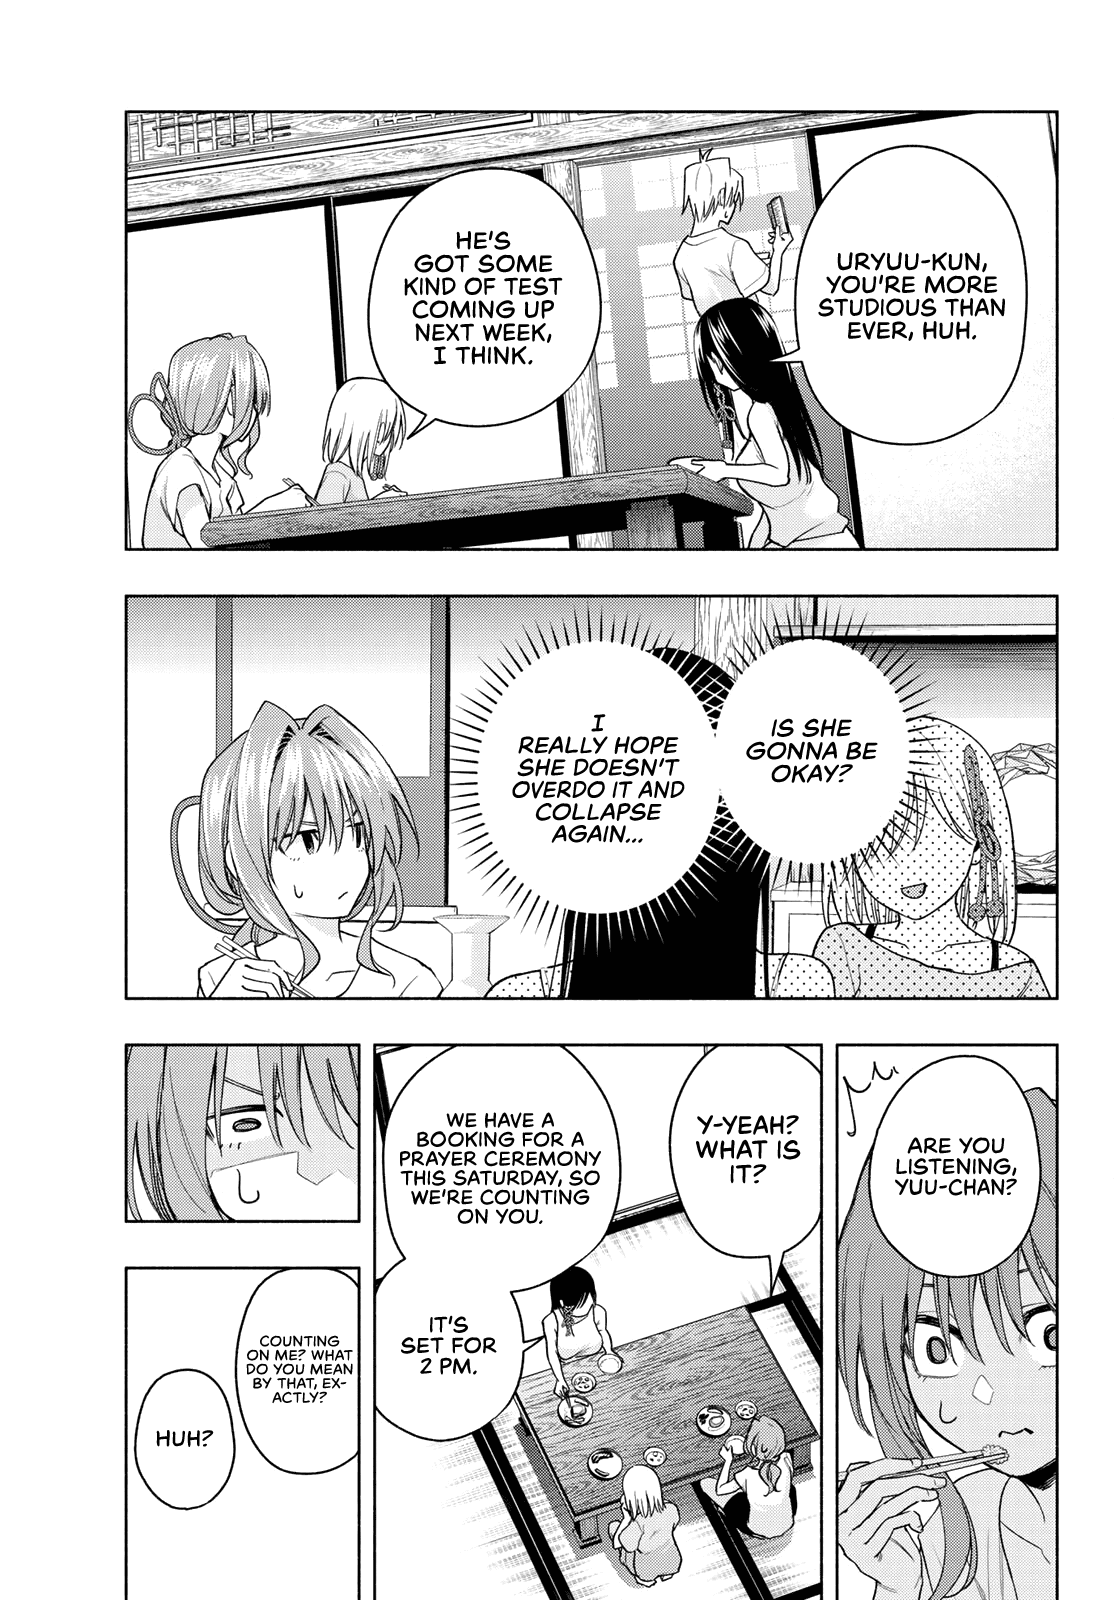 URYUU-KUN,
YOU'RE MORE
STUDIOUS THAN
EVER, HUH.
HE'S
GOT SOME
KIND OF TEST
COMING UP
NEXT WEEK,
I THINK.
IS SHE
GONNA BE
OKAY?
I
REALLY HOPE
SHE DOESN'T
OVERDO IT AND
COLLAPSE
AGAIN...
ARE YOU
LISTENING,
YUU-CHAN?
Y-YEAH?
WHAT IS
IT?
WE HAVE A
BOOKING FOR A
PRAYER CEREMONY
THIS SATURDAY, SO
WE'RE COUNTING
ON YOU.
IT'S
SET FOR
2 PM.
COUNTING
ON ME? WHAT
DO YOU MEAN
BY THAT, EX-
ACTLY?
HUH?